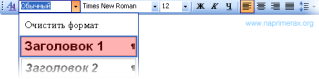 Обычный Times New Roman 12 Ж К Ч
www.naprimerax.org
Очистить формат
Заголовок 1 ¶
Заголовок 2 ¶